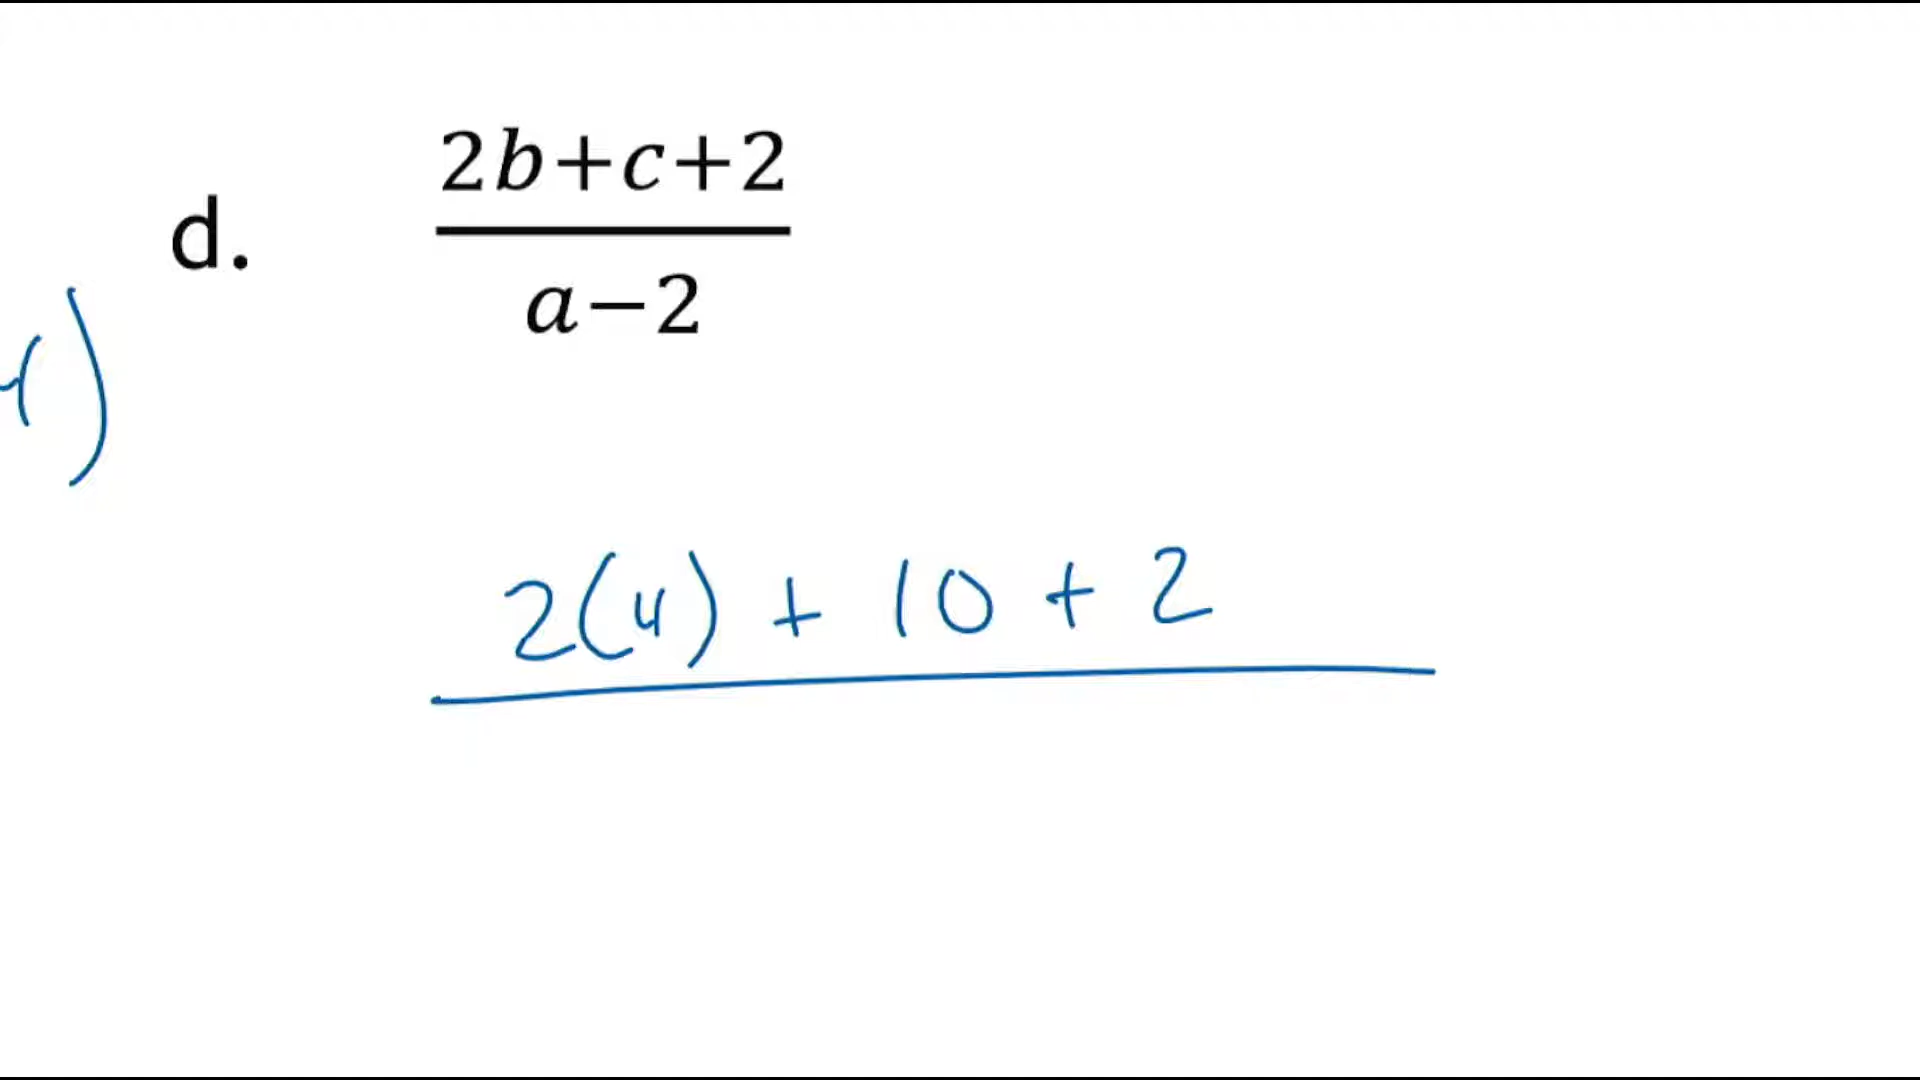 d. 2b+c+2
a−2
)
2(4) + 10 + 2